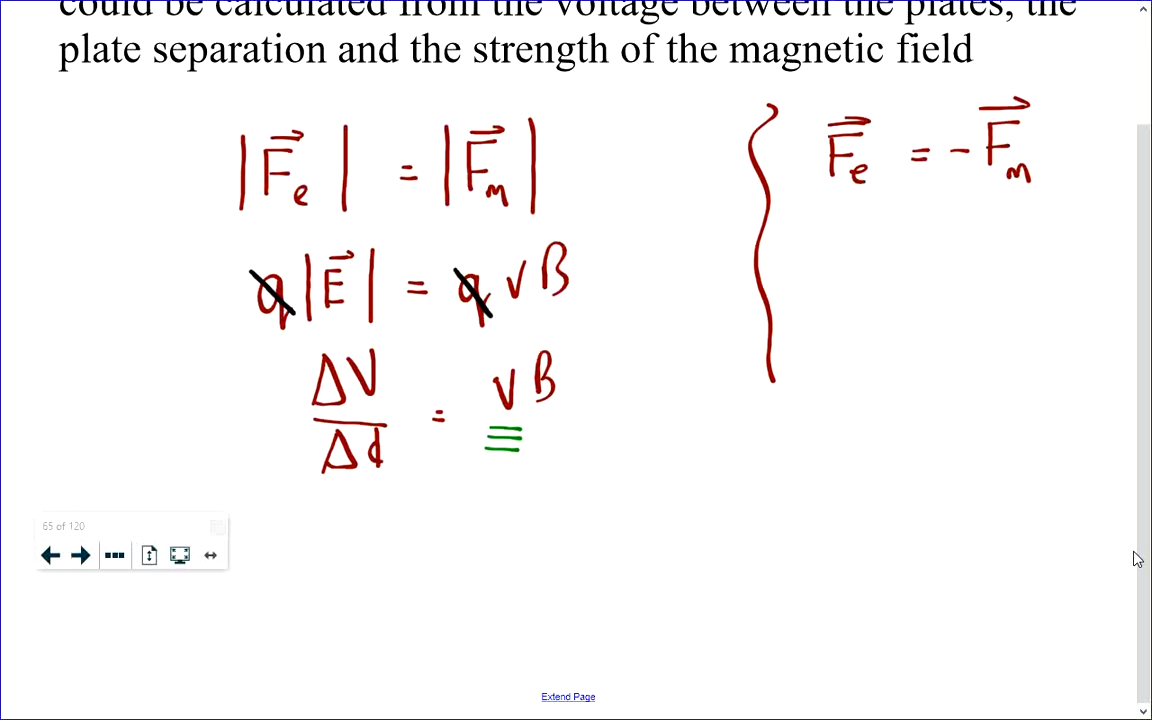 could be calculated from the voltage between the plates, the
plate separation and the strength of the magnetic field
|F⃗e| = |F⃗m|
F⃗e = -F⃗m
q|E⃗| = qvB
ΔV/Δd = vB
65 of 120
Extend Page